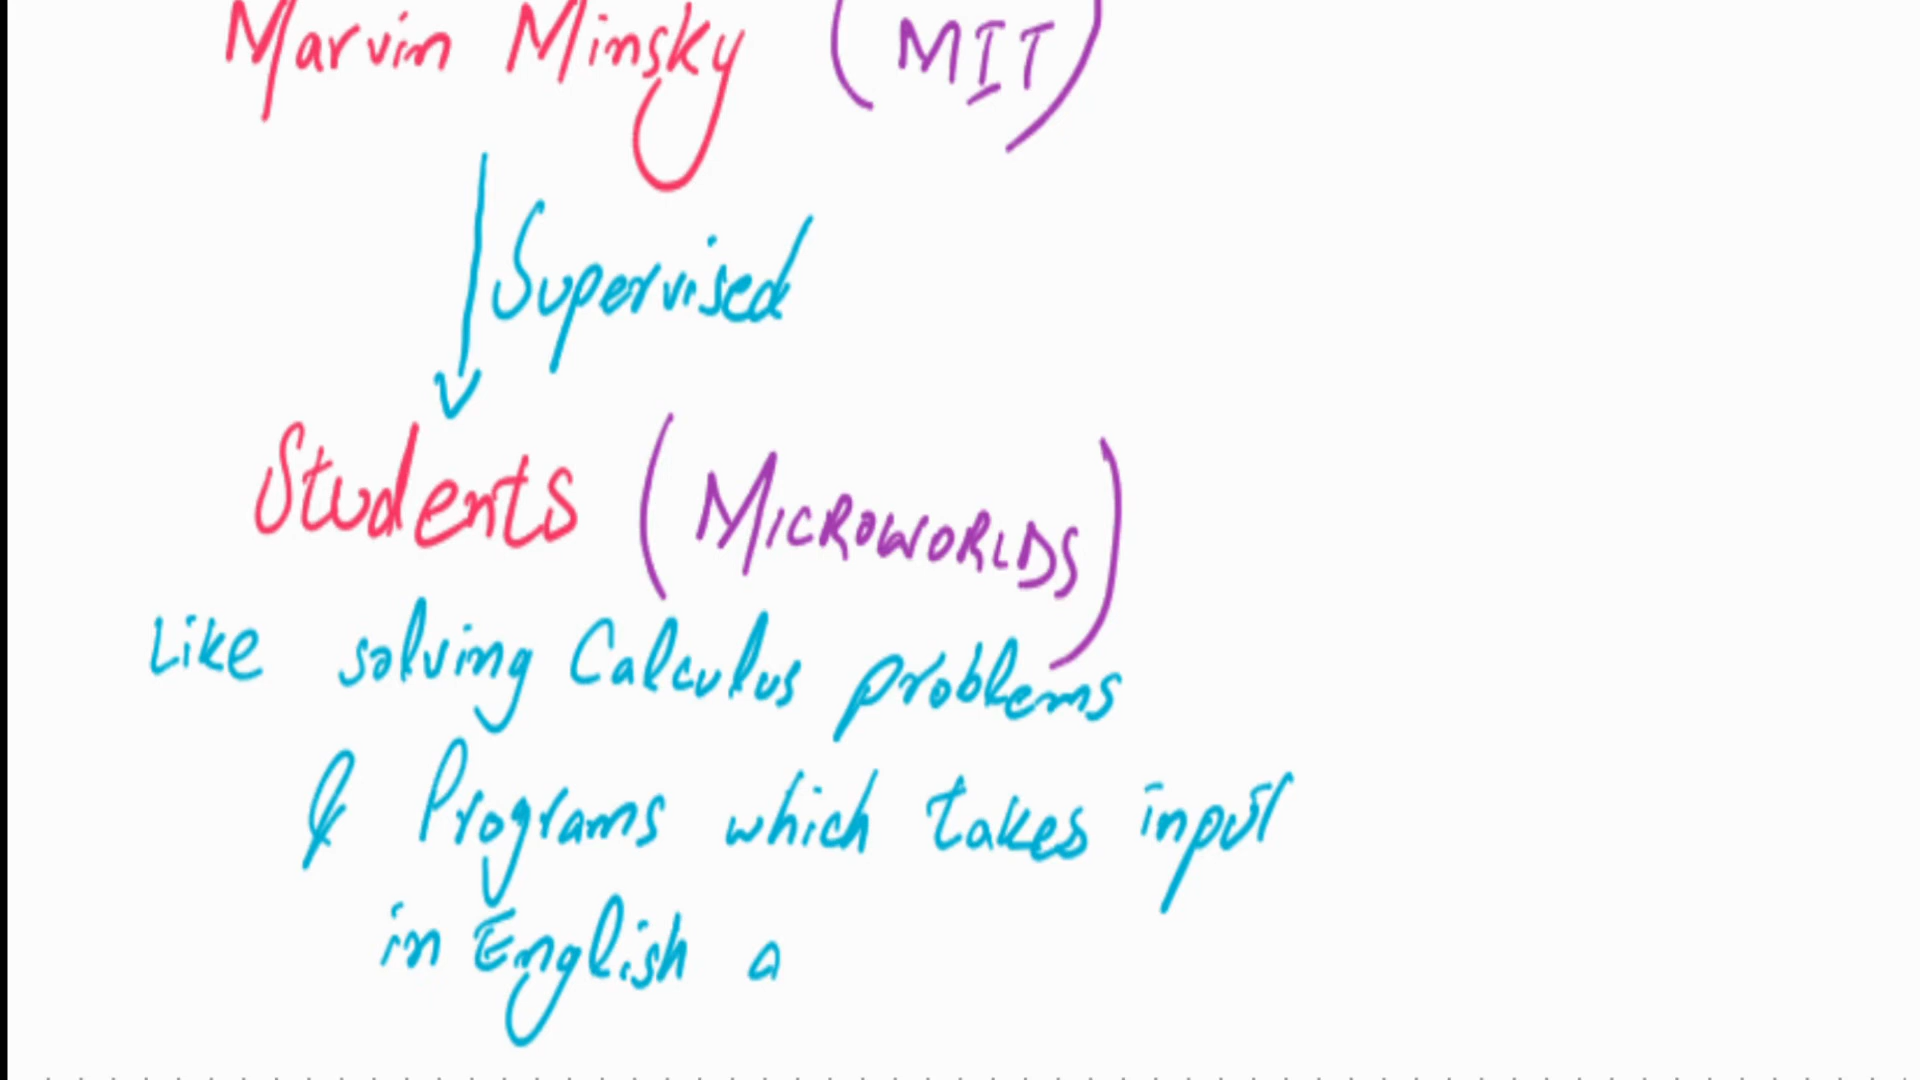 Marvin Minsky (MIT)
Supervised
Students (MICROWORLDS)
Like solving Calculus problems
& Programs which takes input
in English a